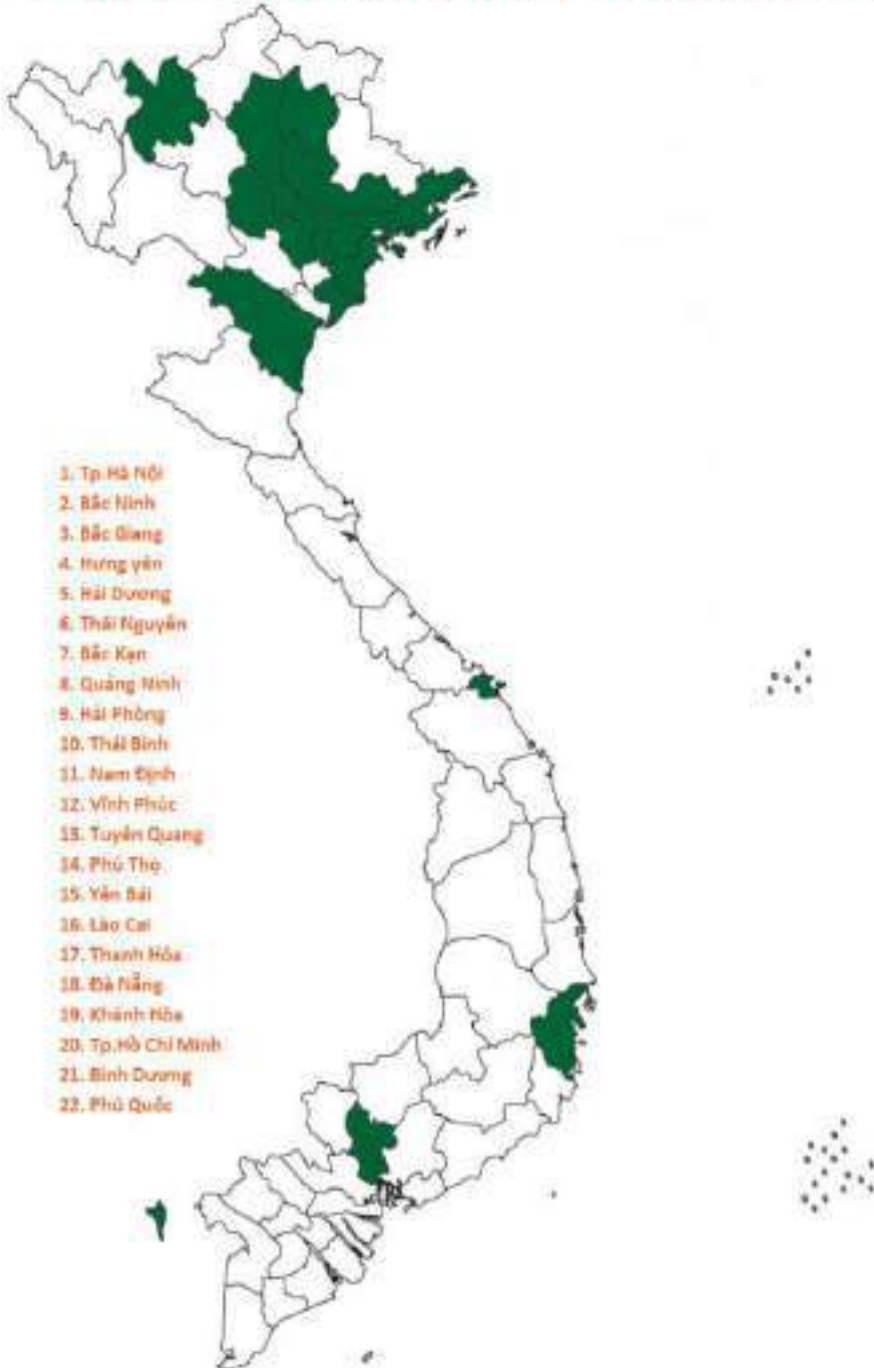 1. Tp Hà Nội
2. Bắc Ninh
3. Bắc Giang
4. Hưng yên
5. Hải Dương
6. Thái Nguyên
7. Bắc Kạn
8. Quảng Ninh
9. Hải Phòng
10. Thái Bình
11. Nam Định
12. Vĩnh Phúc
13. Tuyên Quang
14. Phú Thọ
15. Yên Bái
16. Lào Cai
17. Thanh Hóa
18. Đà Nẵng
19. Khánh Hòa
20. Tp.Hồ Chí Minh
21. Bình Dương
22. Phú Quốc